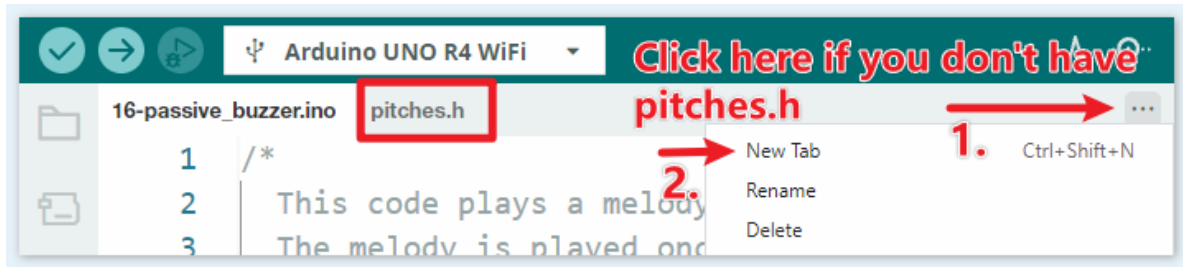 Arduino UNO R4 WiFi
Click here if you don't have
pitches.h
16-passive_buzzer.ino
pitches.h
1.
New Tab
Ctrl+Shift+N
2.
Rename
Delete
1
/*
2
This code plays a melody
3
The melody is played onc